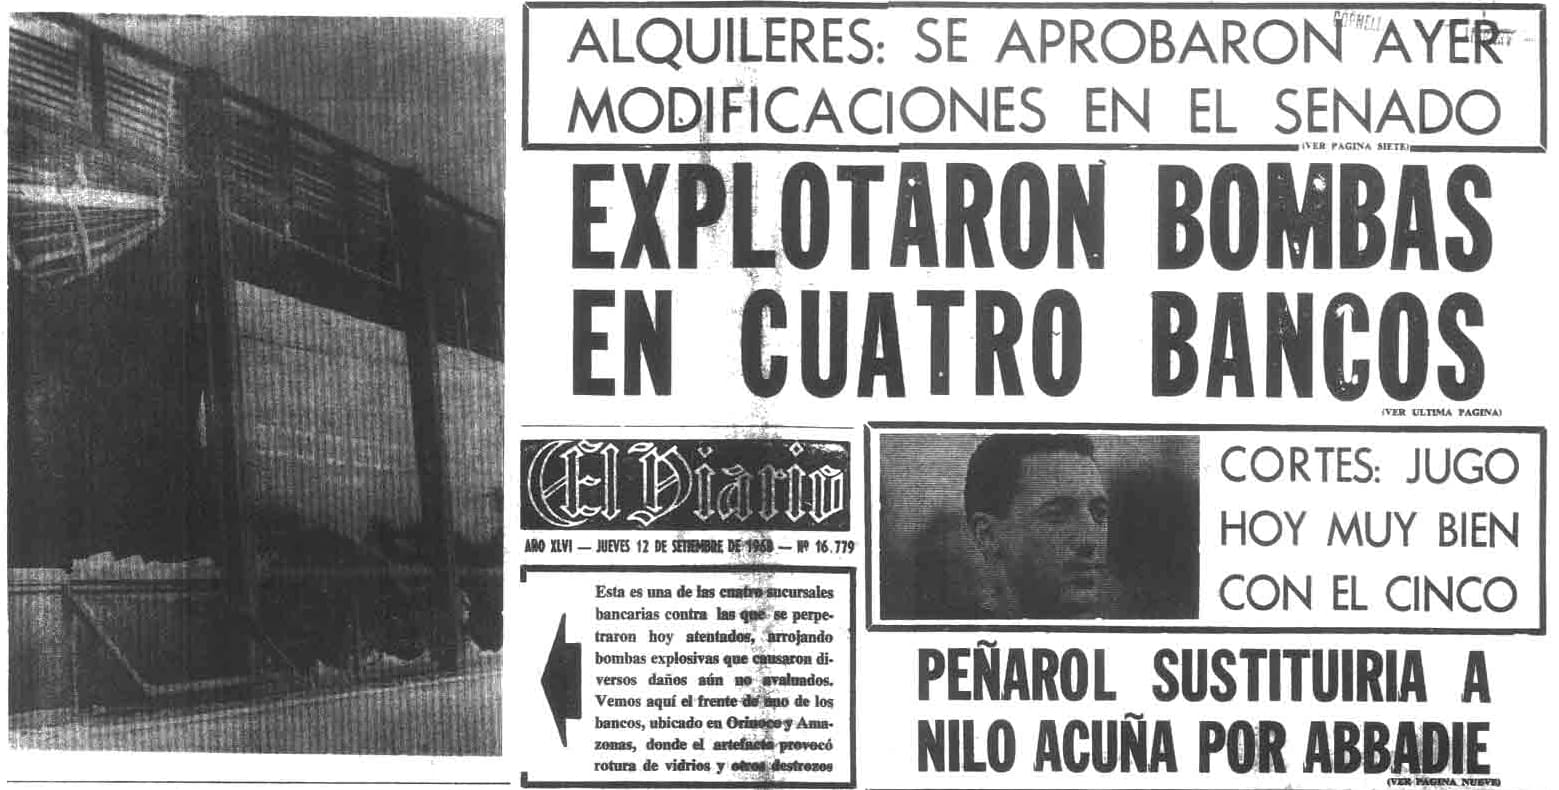 ALQUILERES: SE APROBARON AYER
MODIFICACIONES EN EL SENADO
(VER PAGINA SIETE)
EXPLOTARON BOMBAS
EN CUATRO BANCOS
(VER ULTIMA PAGINA)
El Diario
AÑO XLVI — JUEVES 12 DE SETIEMBRE DE 1968 — Nº 16.779
Esta es una de las cuatro sucursales
bancarias contra las que se perpe-
traron hoy atentados, arrojando
bombas explosivas que causaron di-
versos daños aún no avaluados.
Vemos aquí el frente de uno de los
bancos, ubicado en Orinoco y Ama-
zonas, donde el artefacto provocó
rotura de vidrios y otros destrozos
CORTES: JUGO
HOY MUY BIEN
CON EL CINCO
PEÑAROL SUSTITUIRIA A
NILO ACUÑA POR ABBADIE
(VER PAGINA NUEVE)
CORNELL